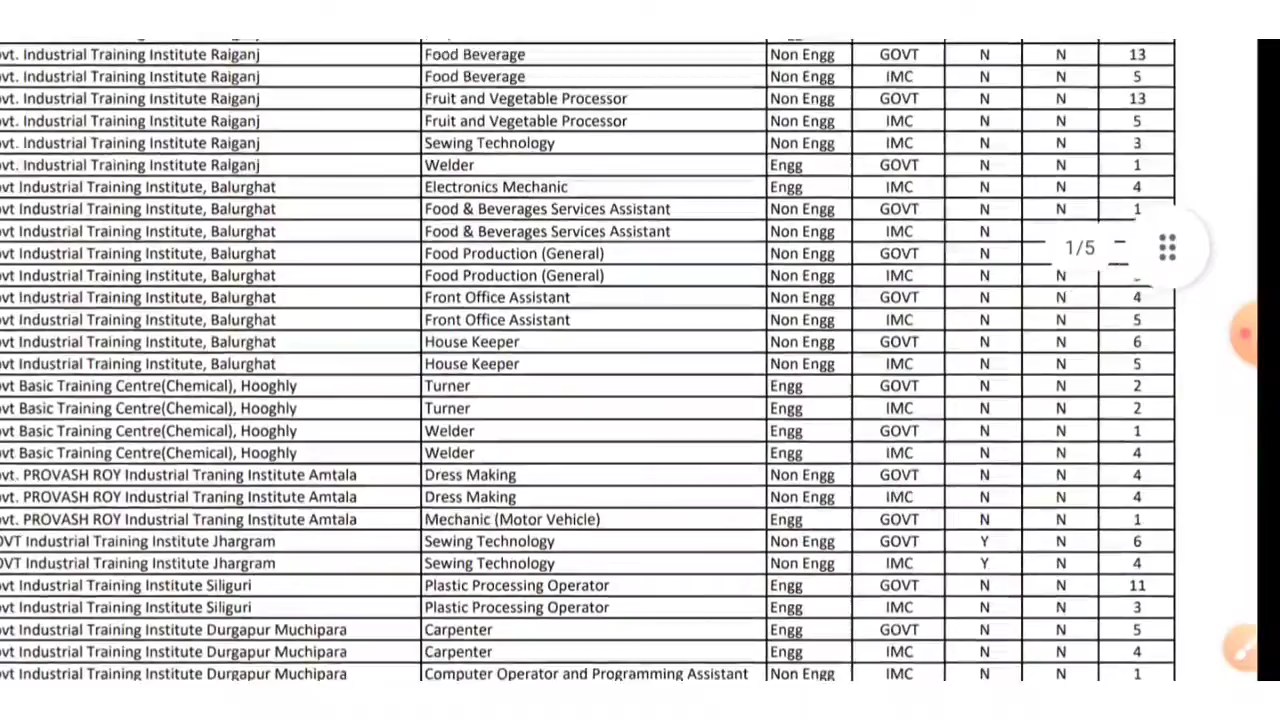 vt. Industrial Training Institute Raiganj Food Beverage Non Engg GOVT N N 13
vt. Industrial Training Institute Raiganj Food Beverage Non Engg IMC N N 5
vt. Industrial Training Institute Raiganj Fruit and Vegetable Processor Non Engg GOVT N N 13
vt. Industrial Training Institute Raiganj Fruit and Vegetable Processor Non Engg IMC N N 5
vt. Industrial Training Institute Raiganj Sewing Technology Non Engg IMC N N 3
vt. Industrial Training Institute Raiganj Welder Engg GOVT N N 1
ovt Industrial Training Institute, Balurghat Electronics Mechanic Engg IMC N N 4
ovt Industrial Training Institute, Balurghat Food & Beverages Services Assistant Non Engg GOVT N N 1
ovt Industrial Training Institute, Balurghat Food & Beverages Services Assistant Non Engg IMC N
ovt Industrial Training Institute, Balurghat Food Production (General) Non Engg GOVT N
1/5
ovt Industrial Training Institute, Balurghat Food Production (General) Non Engg IMC N N
ovt Industrial Training Institute, Balurghat Front Office Assistant Non Engg GOVT N N 4
ovt Industrial Training Institute, Balurghat Front Office Assistant Non Engg IMC N N 5
ovt Industrial Training Institute, Balurghat House Keeper Non Engg GOVT N N 6
ovt Industrial Training Institute, Balurghat House Keeper Non Engg IMC N N 5
ovt Basic Training Centre(Chemical), Hooghly Turner Engg GOVT N N 2
ovt Basic Training Centre(Chemical), Hooghly Turner Engg IMC N N 2
ovt Basic Training Centre(Chemical), Hooghly Welder Engg GOVT N N 1
ovt Basic Training Centre(Chemical), Hooghly Welder Engg IMC N N 4
ovt. PROVASH ROY Industrial Traning Institute Amtala Dress Making Non Engg GOVT N N 4
ovt. PROVASH ROY Industrial Traning Institute Amtala Dress Making Non Engg IMC N N 4
ovt. PROVASH ROY Industrial Traning Institute Amtala Mechanic (Motor Vehicle) Engg GOVT N N 1
OVT Industrial Training Institute Jhargram Sewing Technology Non Engg GOVT Y N 6
OVT Industrial Training Institute Jhargram Sewing Technology Non Engg IMC Y N 4
ovt Industrial Training Institute Siliguri Plastic Processing Operator Engg GOVT N N 11
ovt Industrial Training Institute Siliguri Plastic Processing Operator Engg IMC N N 3
ovt Industrial Training Institute Durgapur Muchipara Carpenter Engg GOVT N N 5
ovt Industrial Training Institute Durgapur Muchipara Carpenter Engg IMC N N 4
ovt Industrial Training Institute Durgapur Muchipara Computer Operator and Programming Assistant Non Engg IMC N N 1